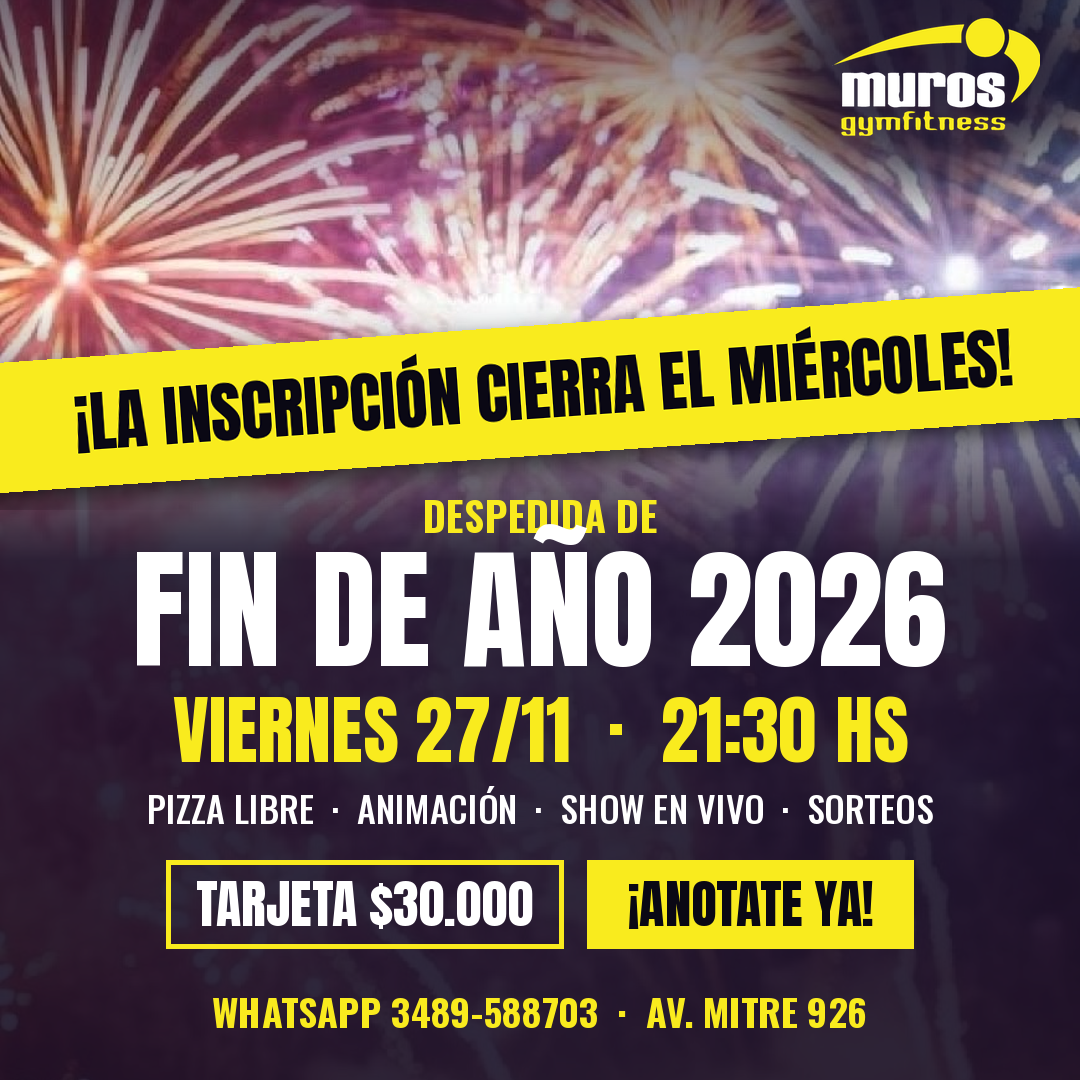 muros
gymfitness
¡LA INSCRIPCIÓN CIERRA EL MIÉRCOLES!
DESPEDIDA DE
FIN DE AÑO 2026
VIERNES 27/11 · 21:30 HS
PIZZA LIBRE · ANIMACIÓN · SHOW EN VIVO · SORTEOS
TARJETA $30.000
¡ANOTATE YA!
WHATSAPP 3489-588703 · AV. MITRE 926